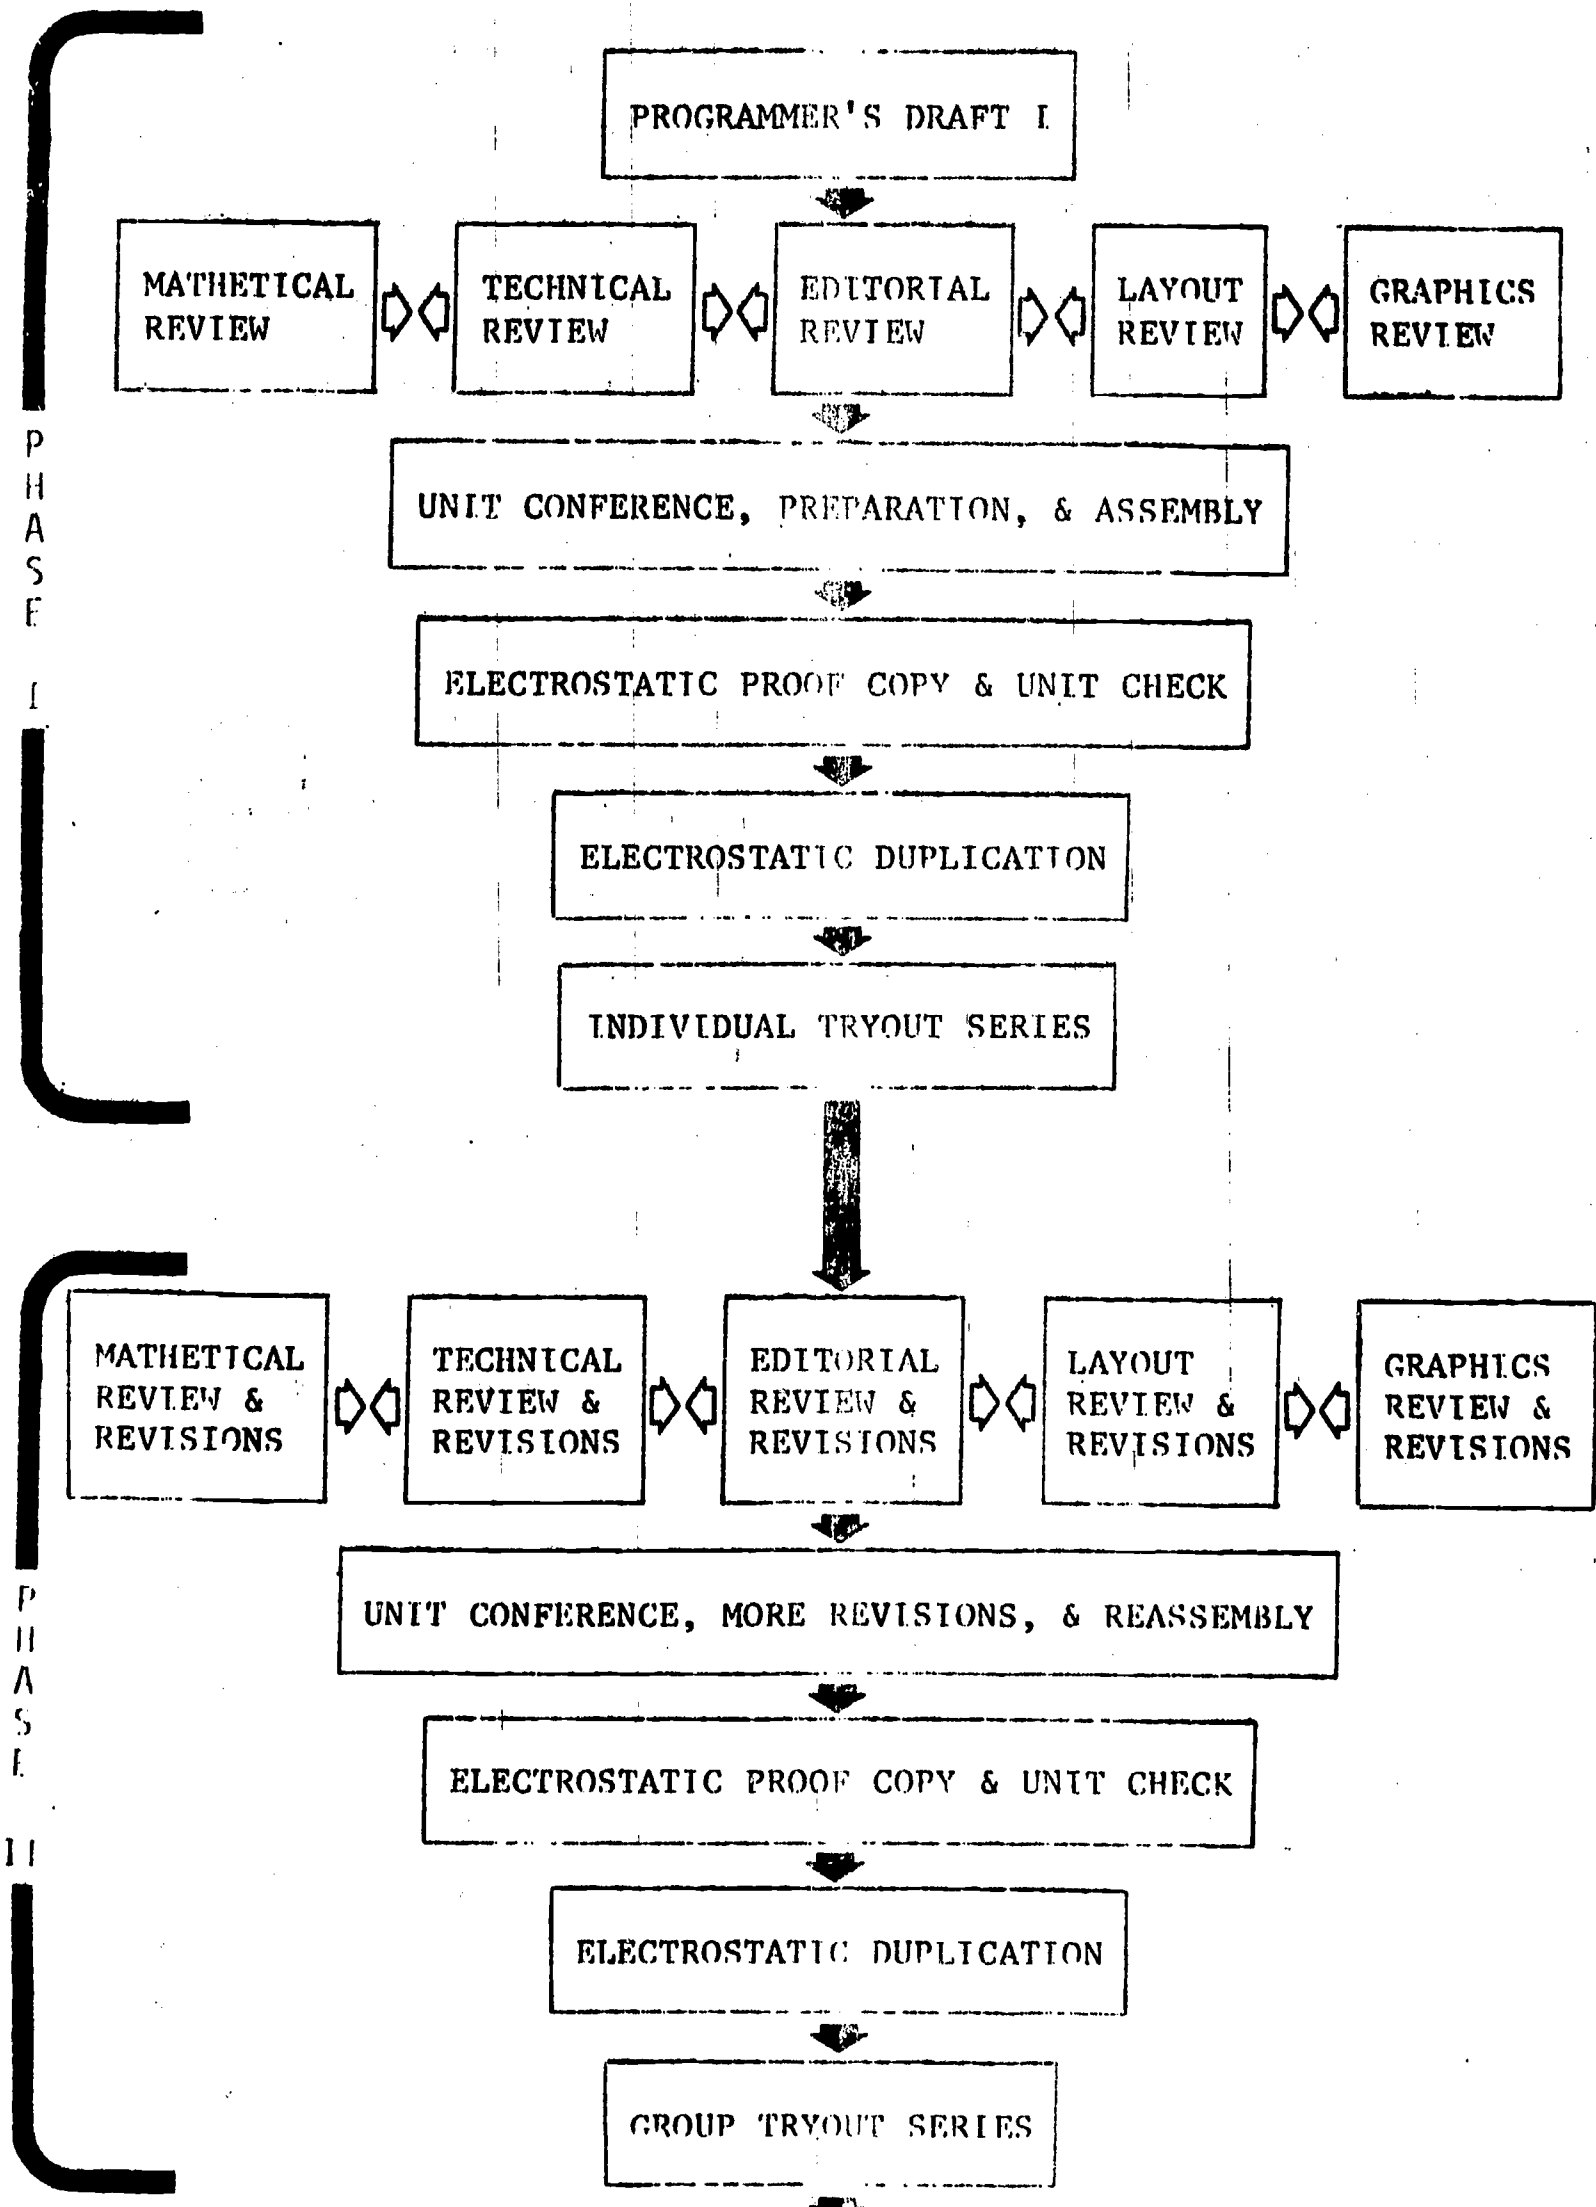 PROGRAMMER'S DRAFT I
MATHETICAL
REVIEW
TECHNICAL
REVIEW
EDITORIAL
REVIEW
LAYOUT
REVIEW
GRAPHICS
REVIEW
UNIT CONFERENCE, PREPARATION, & ASSEMBLY
ELECTROSTATIC PROOF COPY & UNIT CHECK
ELECTROSTATIC DUPLICATION
INDIVIDUAL TRYOUT SERIES
PHASE I
MATHETICAL
REVIEW &
REVISIONS
TECHNICAL
REVIEW &
REVISIONS
EDITORIAL
REVIEW &
REVISIONS
LAYOUT
REVIEW &
REVISIONS
GRAPHICS
REVIEW &
REVISIONS
UNIT CONFERENCE, MORE REVISIONS, & REASSEMBLY
ELECTROSTATIC PROOF COPY & UNIT CHECK
ELECTROSTATIC DUPLICATION
GROUP TRYOUT SERIES
PHASE II